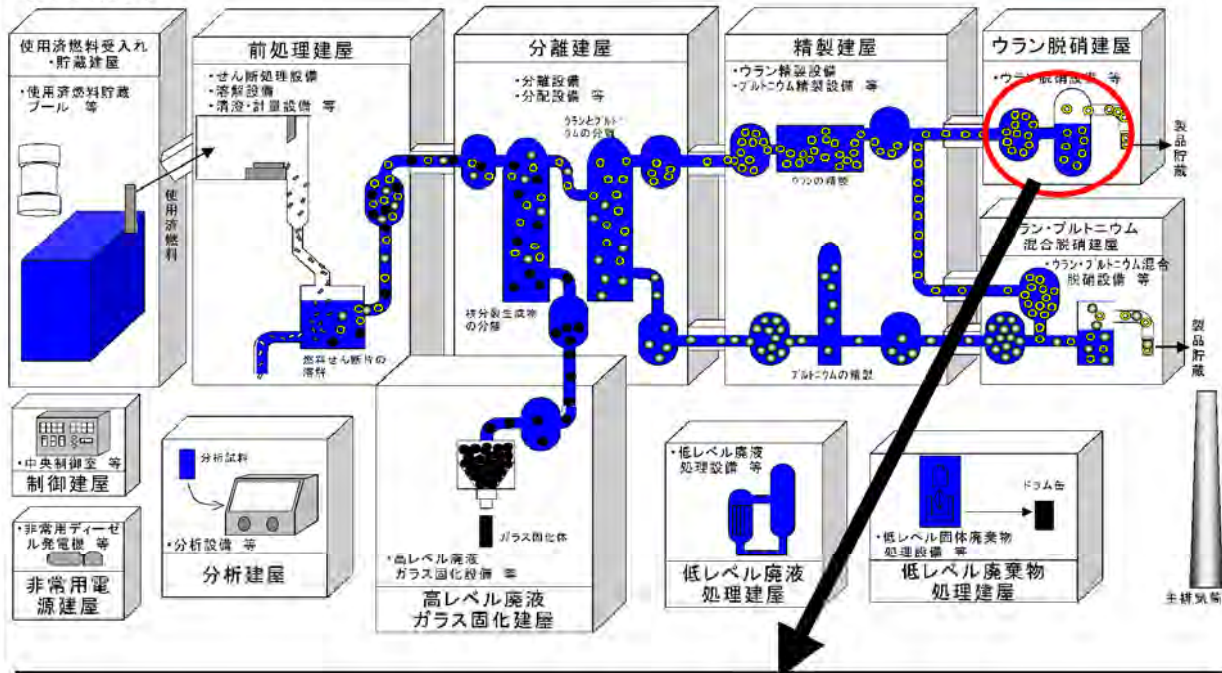 使用済燃料受入れ
・貯蔵建屋
・使用済燃料貯蔵
プール 等
使用済燃料
前処理建屋
・せん断処理設備
・溶解設備
・清澄・計量設備 等
燃料せん断片の
溶解
分離建屋
・分離設備
・分配設備 等
ウランとプルト
ニウムの分離
核分裂生成物
の分離
精製建屋
・ウラン精製設備
・プルトニウム精製設備 等
ウランの精製
プルトニウムの精製
ウラン脱硝建屋
・ウラン脱硝設備 等
製品貯蔵
ウラン・プルトニウム
混合脱硝建屋
・ウラン・プルトニウム混合
脱硝設備 等
製品貯蔵
・中央制御室 等
制御建屋
・非常用ディーゼ
ル発電機 等
非常用電
源建屋
分析試料
・分析設備 等
分析建屋
ガラス固化体
・高レベル廃液
ガラス固化設備 等
高レベル廃液
ガラス固化建屋
・低レベル廃液
処理設備 等
低レベル廃液
処理建屋
ドラム缶
・低レベル固体廃棄物
処理設備 等
低レベル廃棄物
処理建屋
主排気筒